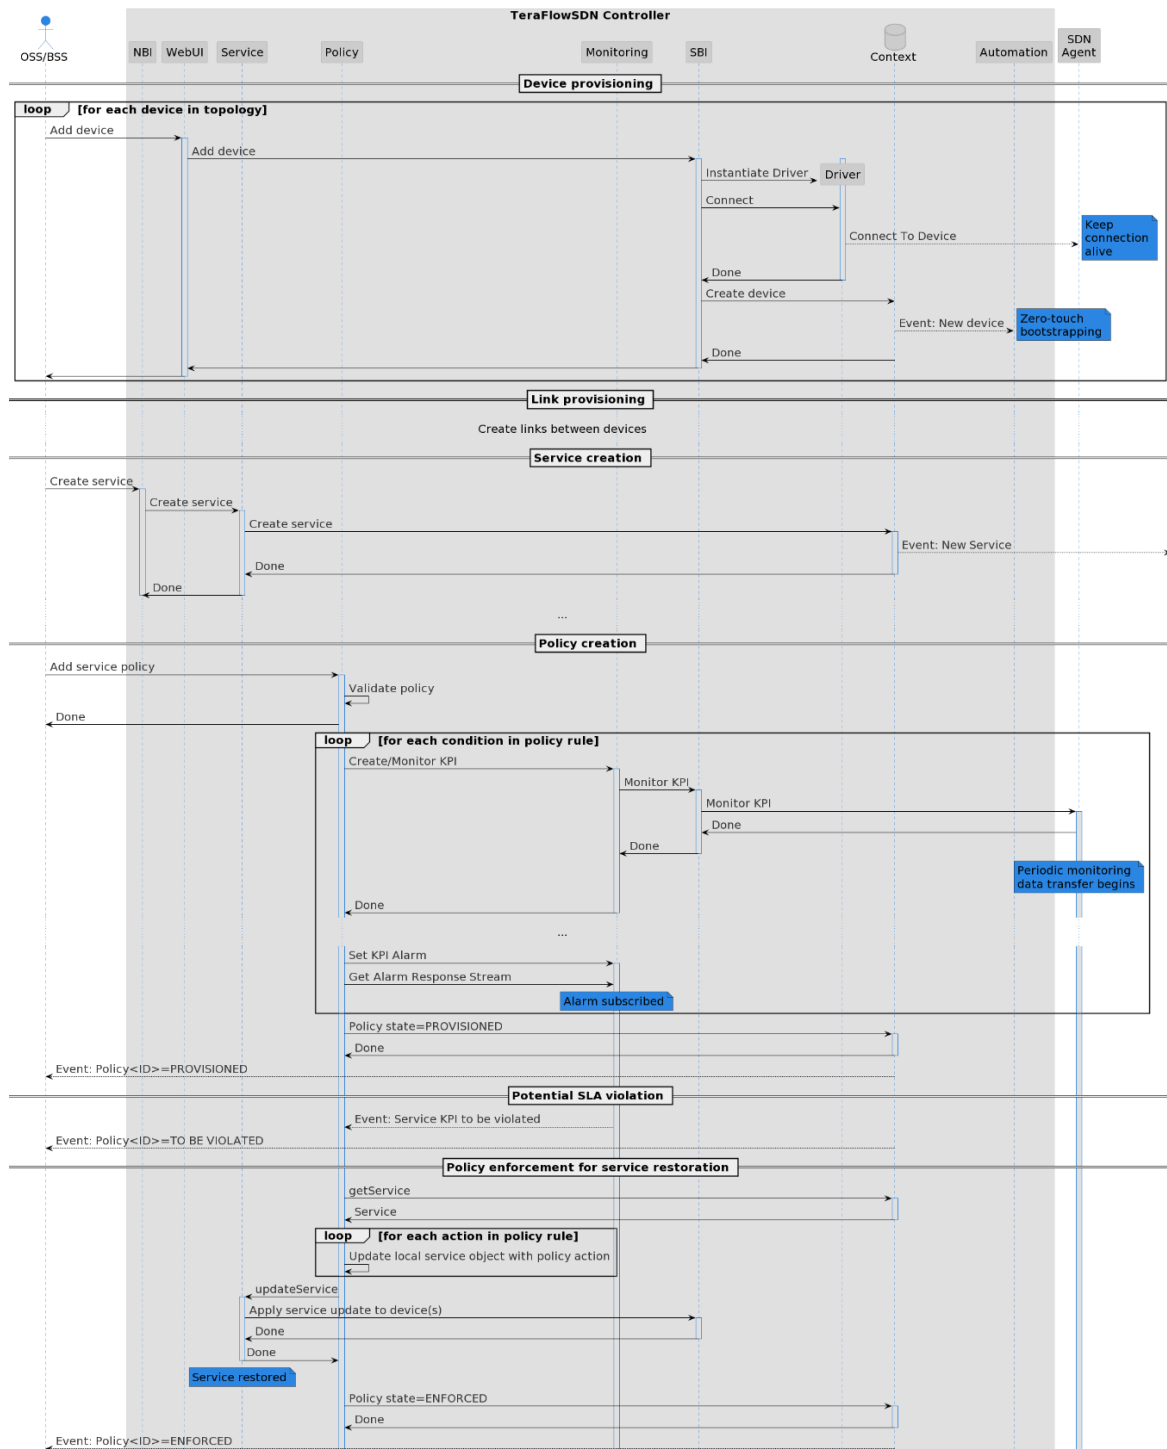 TeraFlowSDN Controller
OSS/BSS
NBI
WebUI
Service
Policy
Monitoring
SBI
Context
Automation
SDN
Agent
Device provisioning
loop [for each device in topology]
Add device
Add device
Instantiate Driver
Driver
Connect
Keep
connection
alive
Connect To Device
Done
Create device
Zero-touch
bootstrapping
Event: New device
Done
Link provisioning
Create links between devices
Service creation
Create service
Create service
Create service
Event: New Service
Done
Done
...
Policy creation
Add service policy
Validate policy
Done
loop [for each condition in policy rule]
Create/Monitor KPI
Monitor KPI
Monitor KPI
Done
Done
Periodic monitoring
data transfer begins
Done
...
Set KPI Alarm
Get Alarm Response Stream
Alarm subscribed
Policy state=PROVISIONED
Done
Event: Policy<ID>=PROVISIONED
Potential SLA violation
Event: Service KPI to be violated
Event: Policy<ID>=TO BE VIOLATED
Policy enforcement for service restoration
getService
Service
loop [for each action in policy rule]
Update local service object with policy action
updateService
Apply service update to device(s)
Done
Done
Service restored
Policy state=ENFORCED
Done
Event: Policy<ID>=ENFORCED